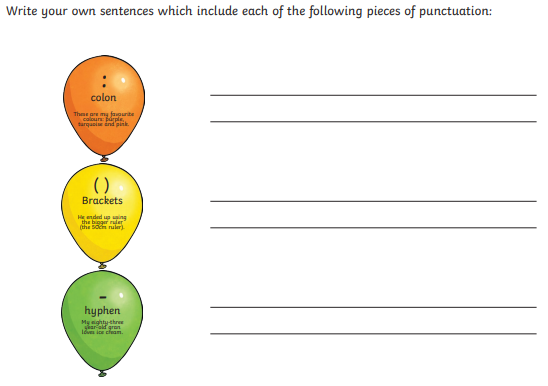 Write your own sentences which include each of the following pieces of punctuation:
:
colon
These are my favourite
colours: purple,
turquoise and pink.
( )
Brackets
He ended up using
the bigger ruler
(the 50cm ruler).
-
hyphen
My eighty-three
year-old gran
loves ice cream.